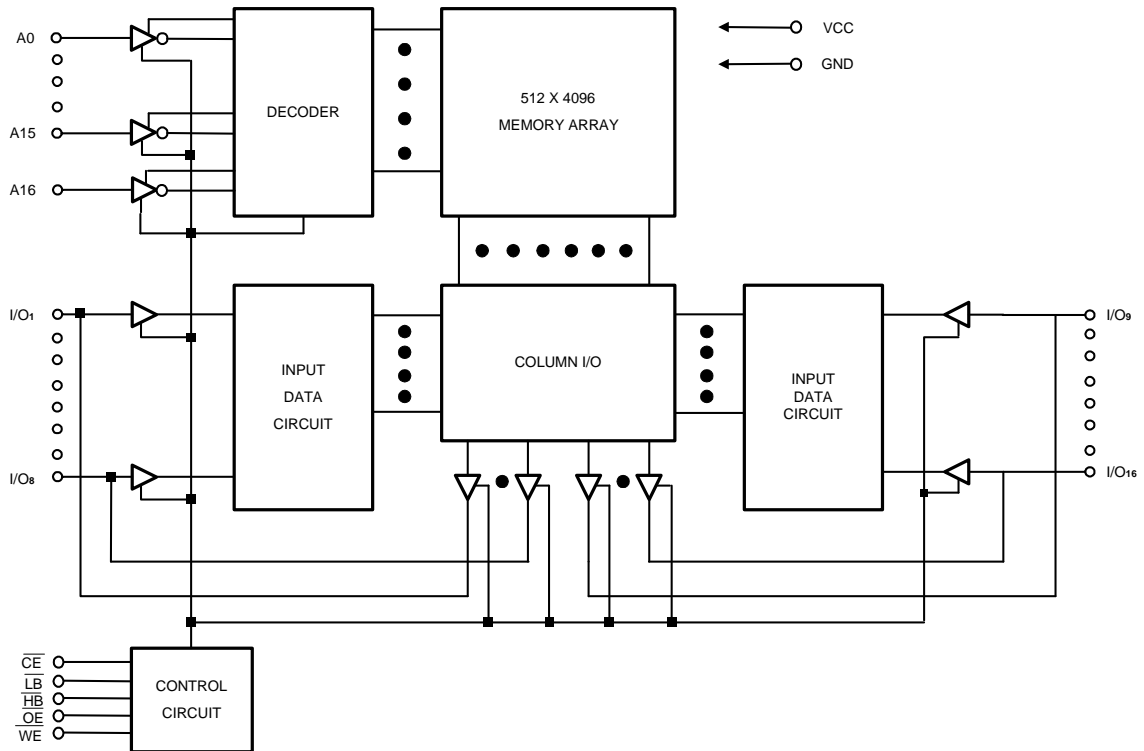 A0
A15
A16
DECODER
512 X 4096
MEMORY ARRAY
VCC
GND
I/O1
I/O8
INPUT
DATA
CIRCUIT
COLUMN I/O
INPUT
DATA
CIRCUIT
I/O9
I/O16
CE
LB
HB
OE
WE
CONTROL
CIRCUIT